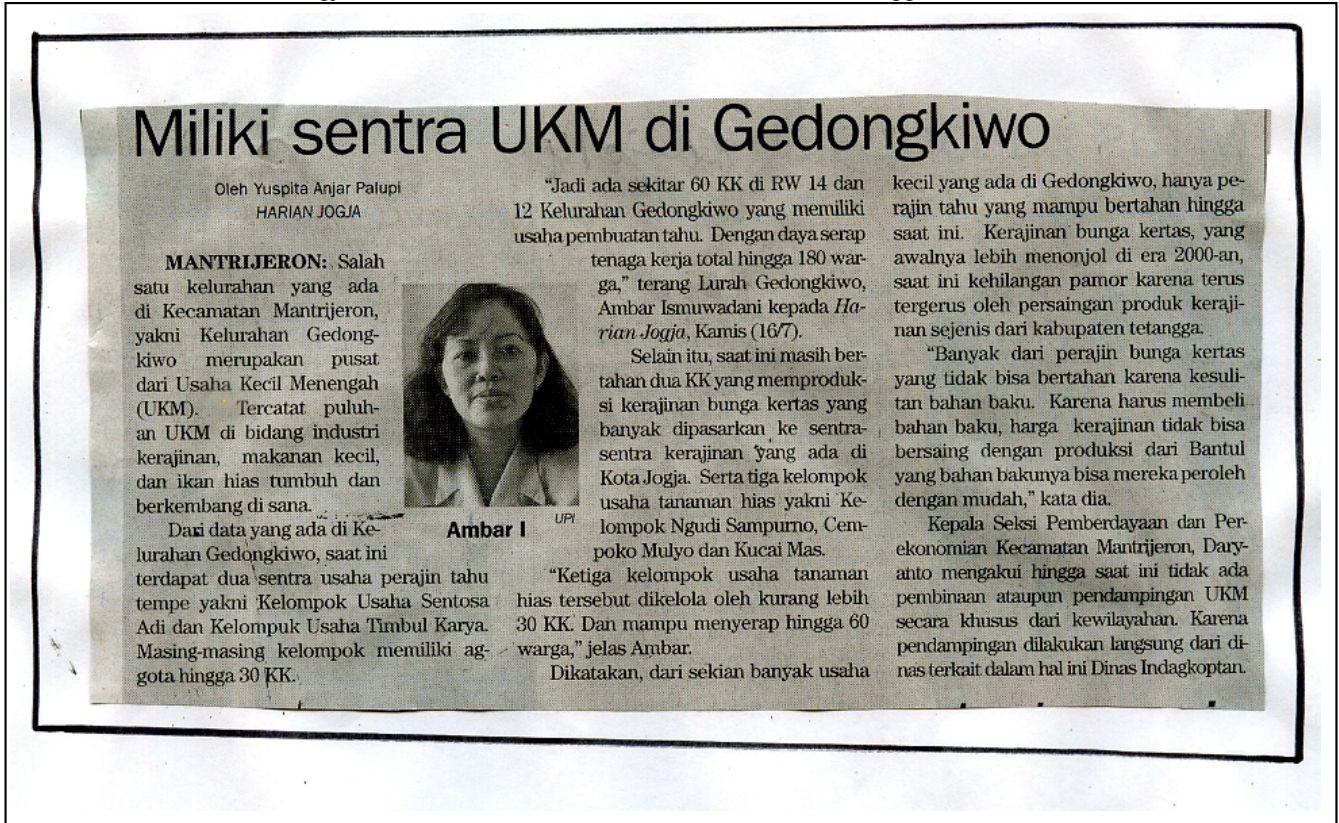 Miliki sentra UKM di Gedongkiwo
Oleh Yuspita Anjar Palupi
HARIAN JOGJA
MANTRIJERON: Salah
satu kelurahan yang ada
di Kecamatan Mantrijeron,
yakni Kelurahan Gedong-
kiwo merupakan pusat
dari Usaha Kecil Menengah
(UKM). Tercatat puluh-
an UKM di bidang industri
kerajinan, makanan kecil,
dan ikan hias tumbuh dan
berkembang di sana.
Dari data yang ada di Ke-
lurahan Gedongkiwo, saat ini
terdapat dua sentra usaha perajin tahu
tempe yakni Kelompok Usaha Sentosa
Adi dan Kelompuk Usaha Timbul Karya.
Masing-masing kelompok memiliki ag-
gota hingga 30 KK.
UPI
Ambar I
"Jadi ada sekitar 60 KK di RW 14 dan
12 Kelurahan Gedongkiwo yang memiliki
usaha pembuatan tahu. Dengan daya serap
tenaga kerja total hingga 180 war-
ga," terang Lurah Gedongkiwo,
Ambar Ismuwadani kepada Ha-
rian Jogja, Kamis (16/7).
Selain itu, saat ini masih ber-
tahan dua KK yang memproduk-
si kerajinan bunga kertas yang
banyak dipasarkan ke sentra-
sentra kerajinan yang ada di
Kota Jogja. Serta tiga kelompok
usaha tanaman hias yakni Ke-
lompok Ngudi Sampurno, Cem-
poko Mulyo dan Kucai Mas.
"Ketiga kelompok usaha tanaman
hias tersebut dikelola oleh kurang lebih
30 KK. Dan mampu menyerap hingga 60
warga," jelas Ambar.
Dikatakan, dari sekian banyak usaha
kecil yang ada di Gedongkiwo, hanya pe-
rajin tahu yang mampu bertahan hingga
saat ini. Kerajinan bunga kertas, yang
awalnya lebih menonjol di era 2000-an,
saat ini kehilangan pamor karena terus
tergerus oleh persaingan produk keraji-
nan sejenis dari kabupaten tetangga.
"Banyak dari perajin bunga kertas
yang tidak bisa bertahan karena kesuli-
tan bahan baku. Karena harus membeli
bahan baku, harga kerajinan tidak bisa
bersaing dengan produksi dari Bantul
yang bahan bakunya bisa mereka peroleh
dengan mudah," kata dia.
Kepala Seksi Pemberdayaan dan Per-
ekonomian Kecamatan Mantrijeron, Dary-
anto mengakui hingga saat ini tidak ada
pembinaan ataupun pendampingan UKM
secara khusus dari kewilayahan. Karena
pendampingan dilakukan langsung dari di-
nas terkait dalam hal ini Dinas Indagkoptan.